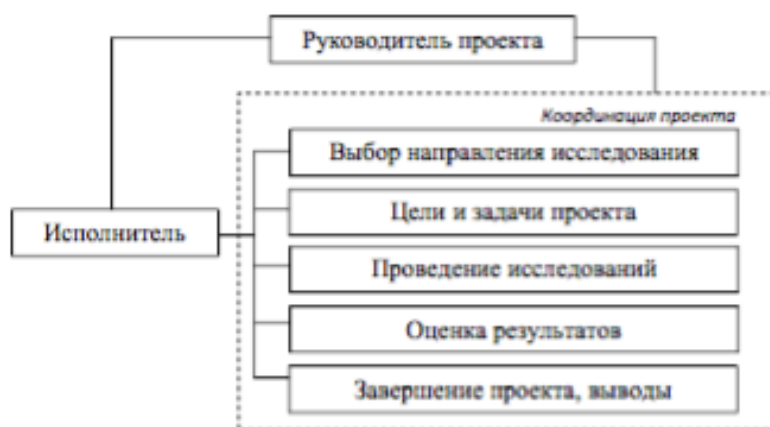 Руководитель проекта
Координация проекта
Выбор направления исследования
Цели и задачи проекта
Исполнитель
Проведение исследований
Оценка результатов
Завершение проекта, выводы